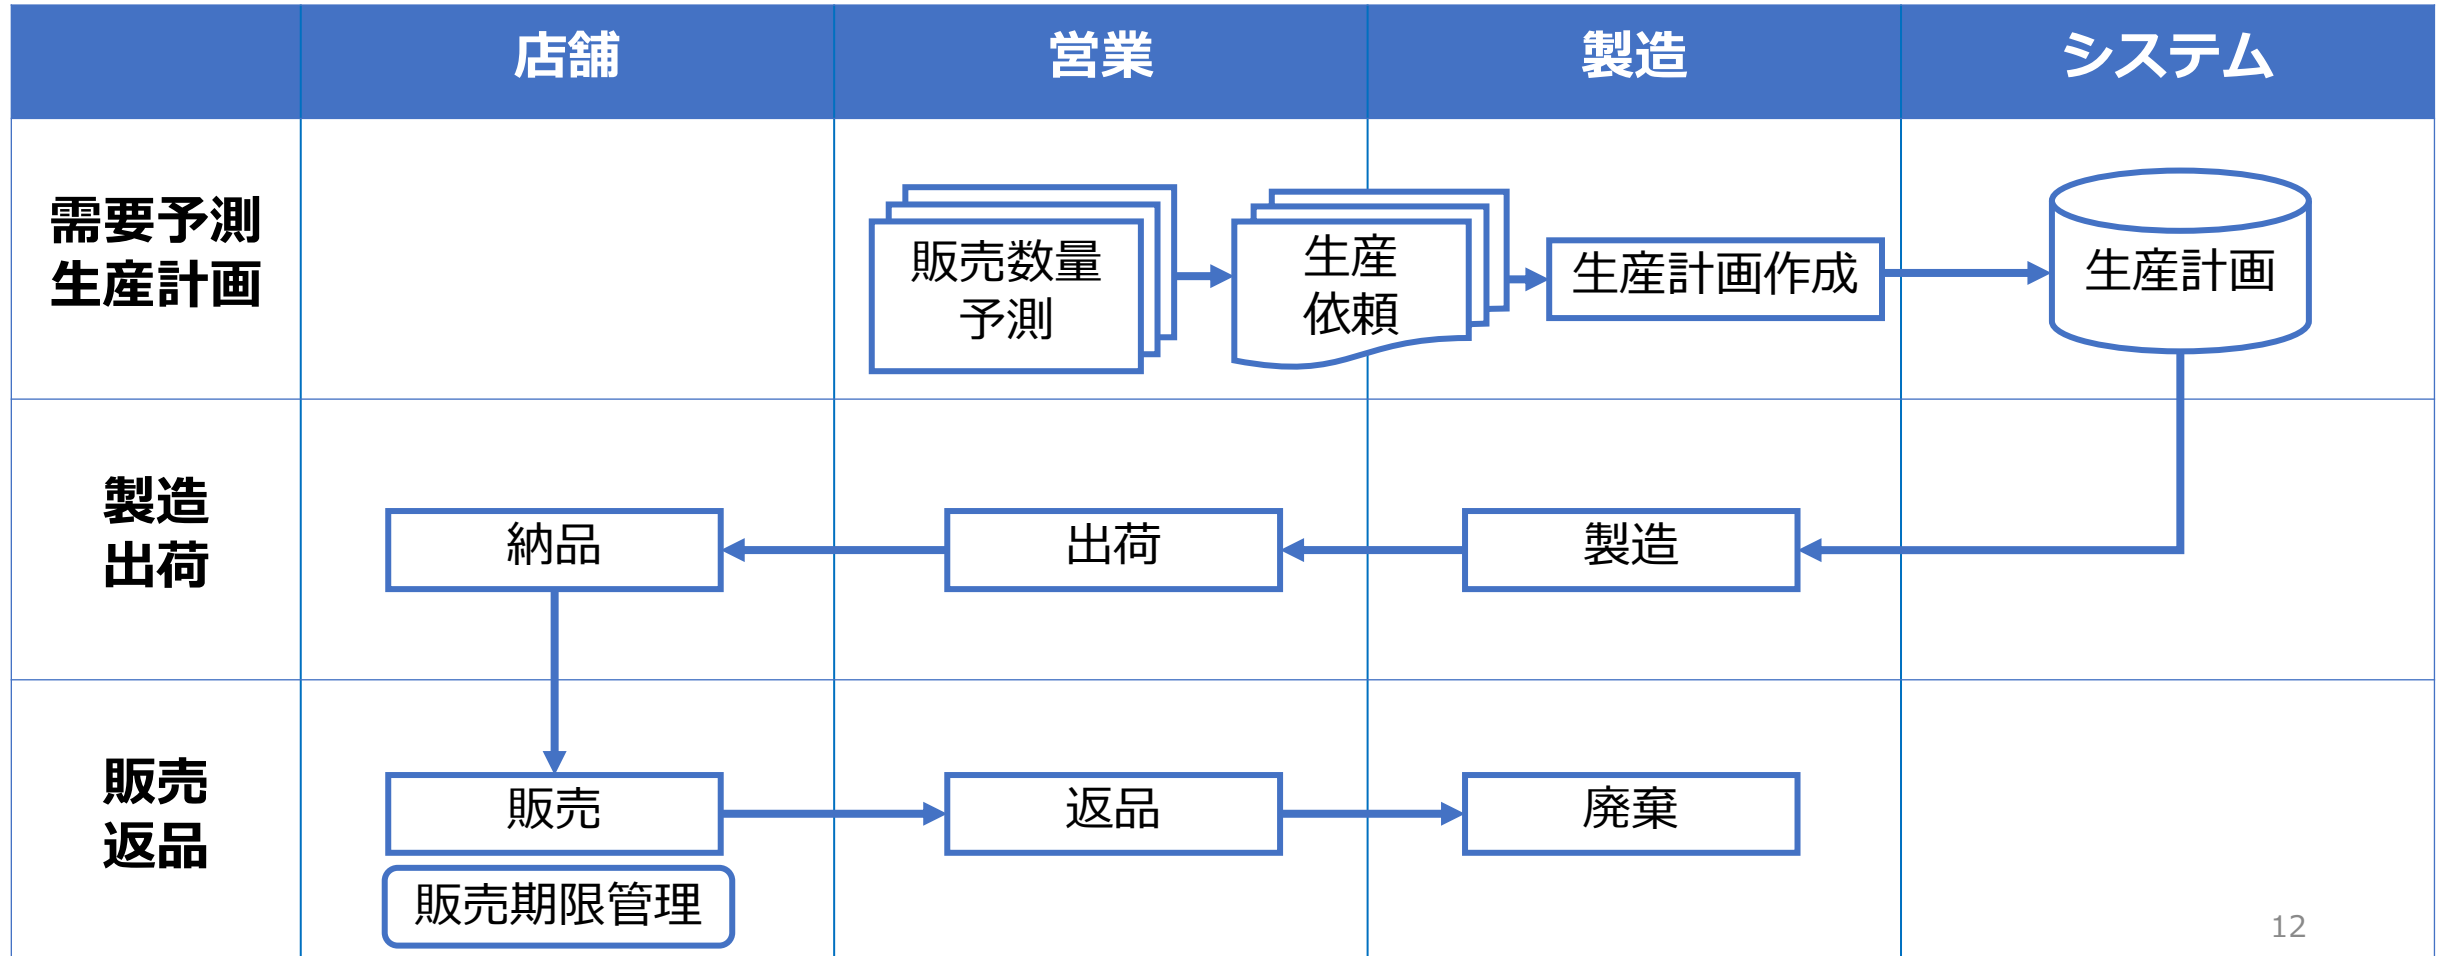 店舗
営業
製造
システム
需要予測
生産計画
販売数量
予測
生産
依頼
生産計画作成
生産計画
製造
出荷
納品
出荷
製造
販売
返品
販売
返品
廃棄
販売期限管理
12